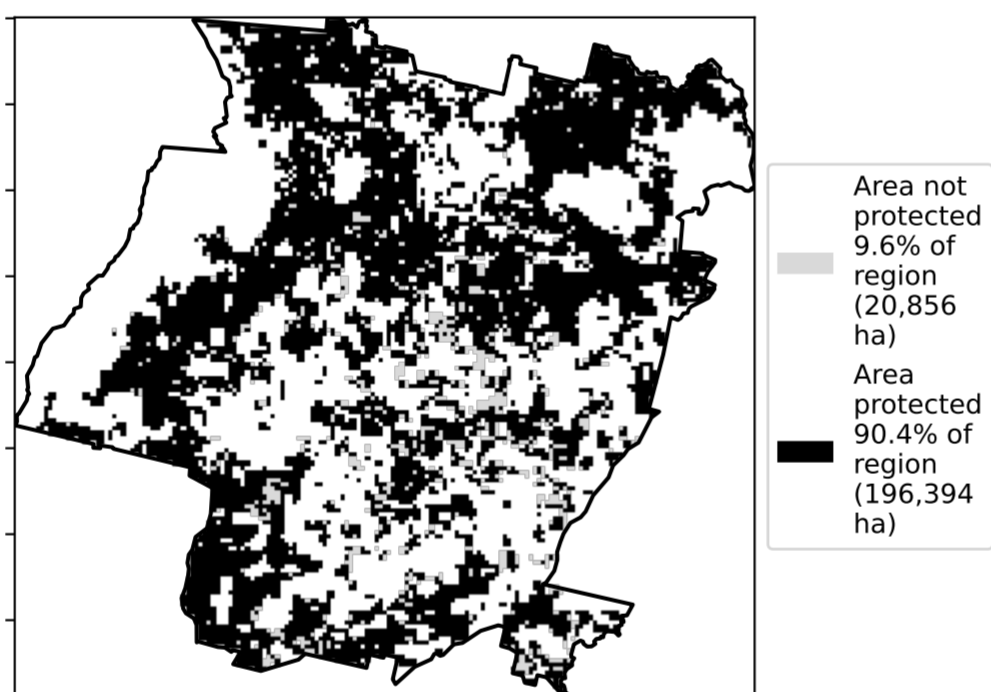 Area not
protected
9.6% of
region
(20,856
ha)
Area
protected
90.4% of
region
(196,394
ha)